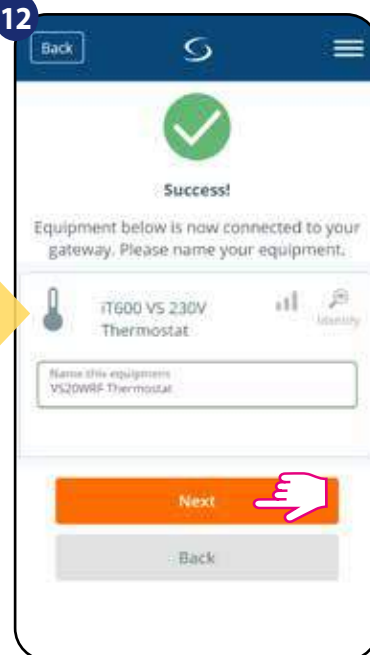 12
Back
Success!
Equipment below is now connected to your
gateway. Please name your equipment.
iT600 VS 230V
Thermostat
Identify
Name this equipment
VS20WRF Thermostat
Next
Back